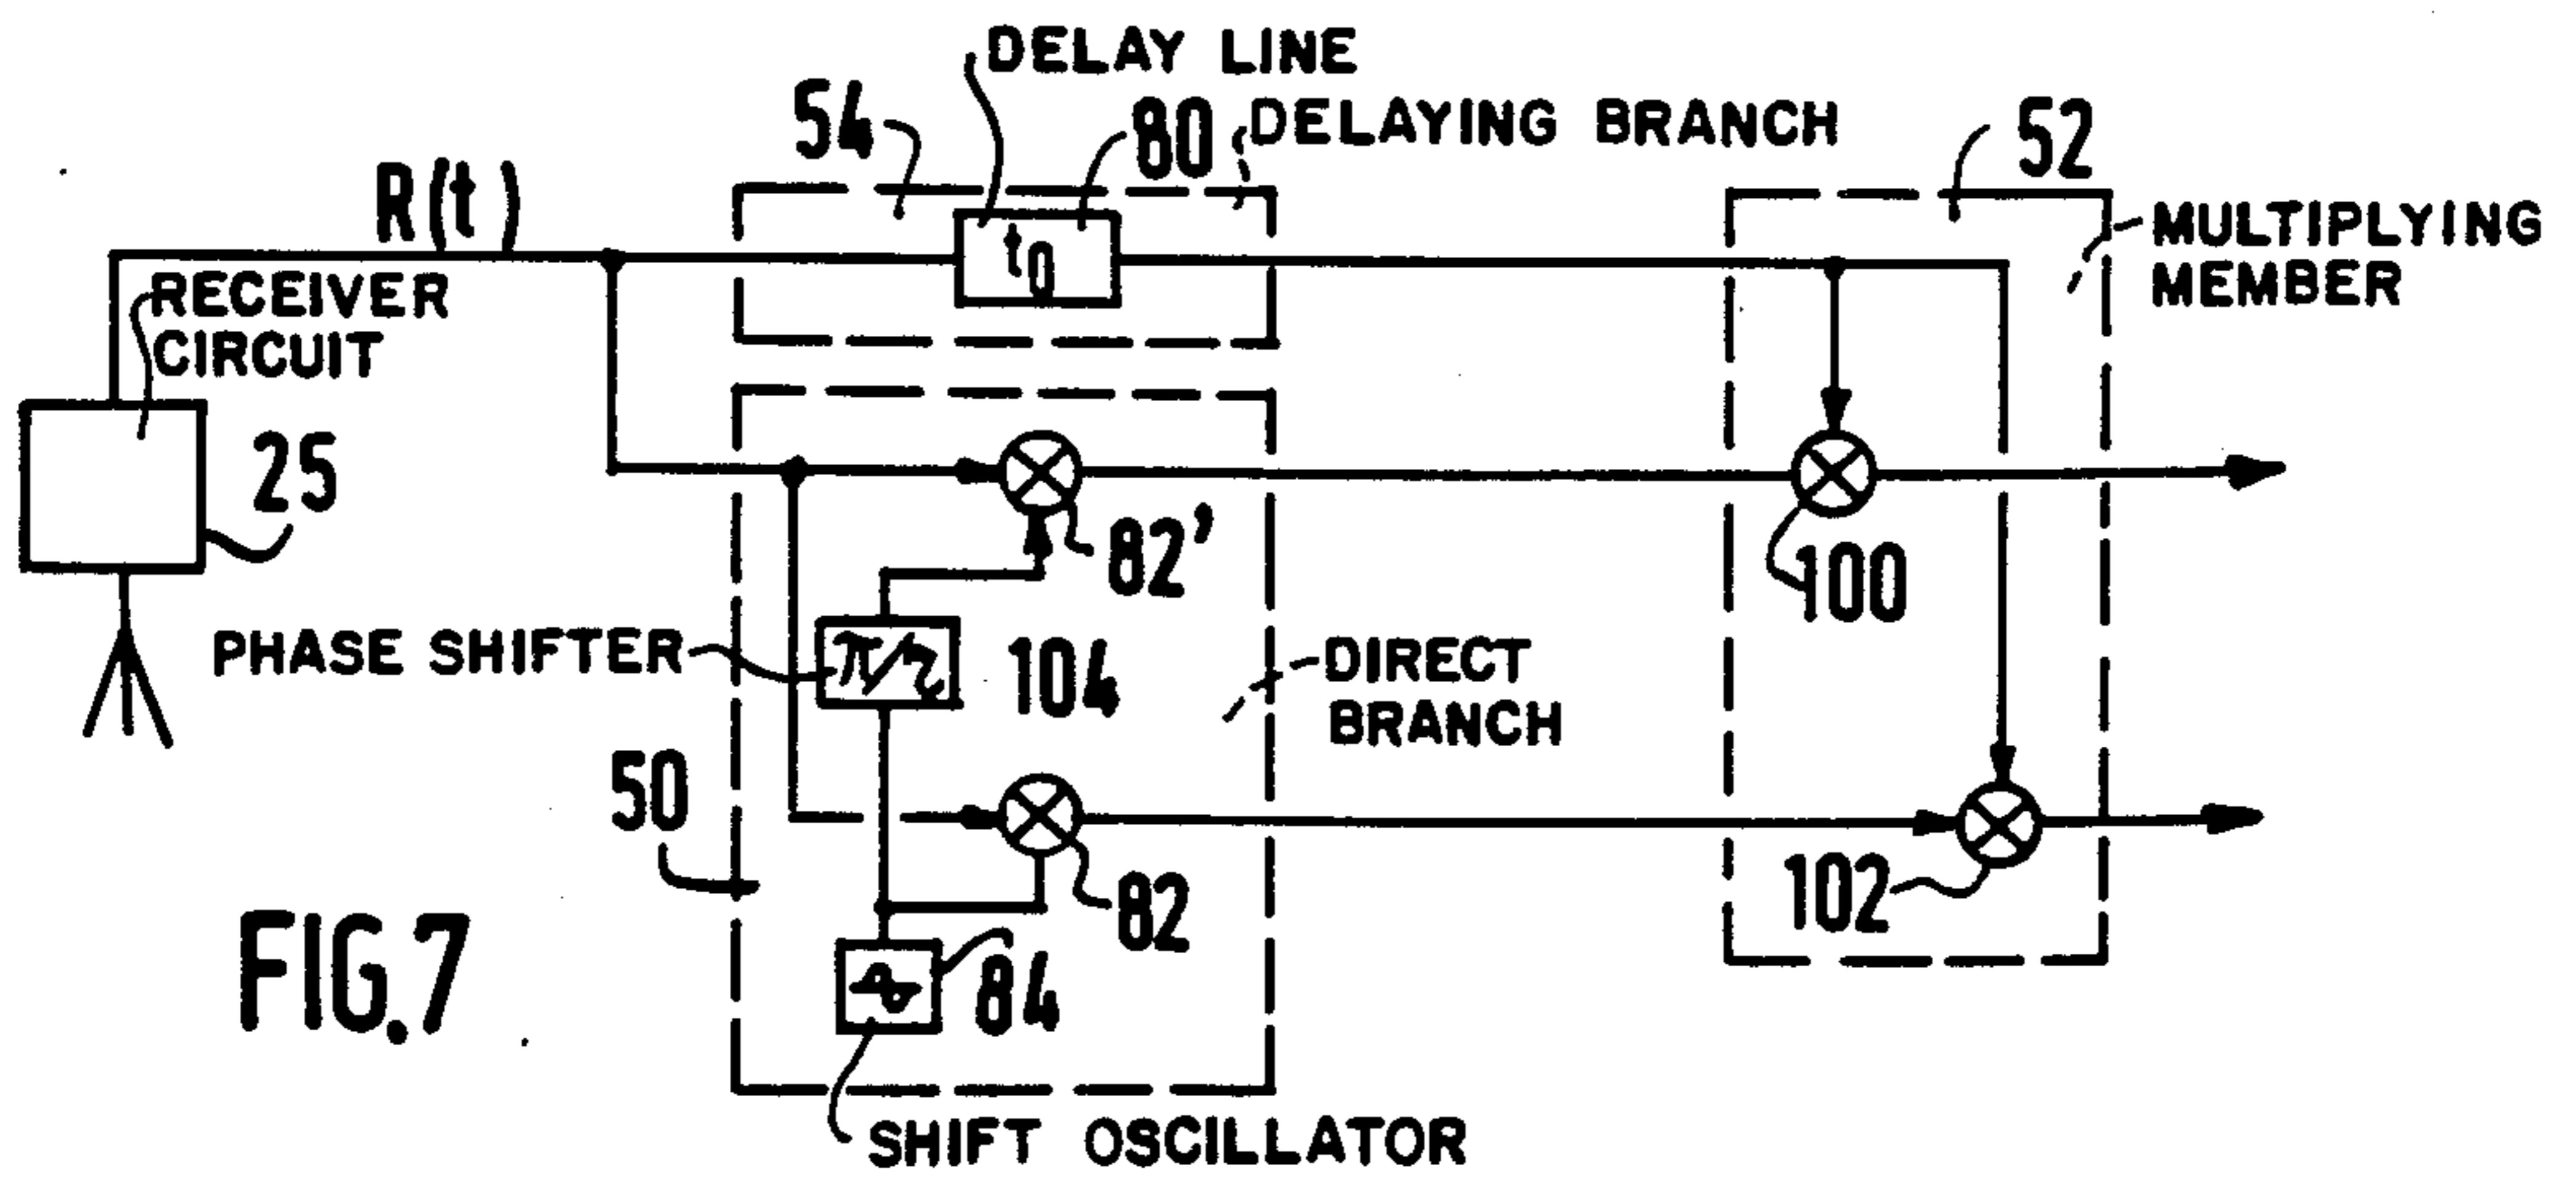 DELAY LINE
54
80
DELAYING BRANCH
52
R(t)
MULTIPLYING
MEMBER
t0
RECEIVER
CIRCUIT
25
82'
100
PHASE SHIFTER
π/2
104
DIRECT
BRANCH
50
82
102
84
FIG.7
SHIFT OSCILLATOR